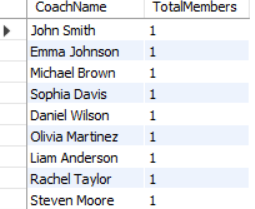 CoachName TotalMembers
John Smith 1
Emma Johnson 1
Michael Brown 1
Sophia Davis 1
Daniel Wilson 1
Olivia Martinez 1
Liam Anderson 1
Rachel Taylor 1
Steven Moore 1